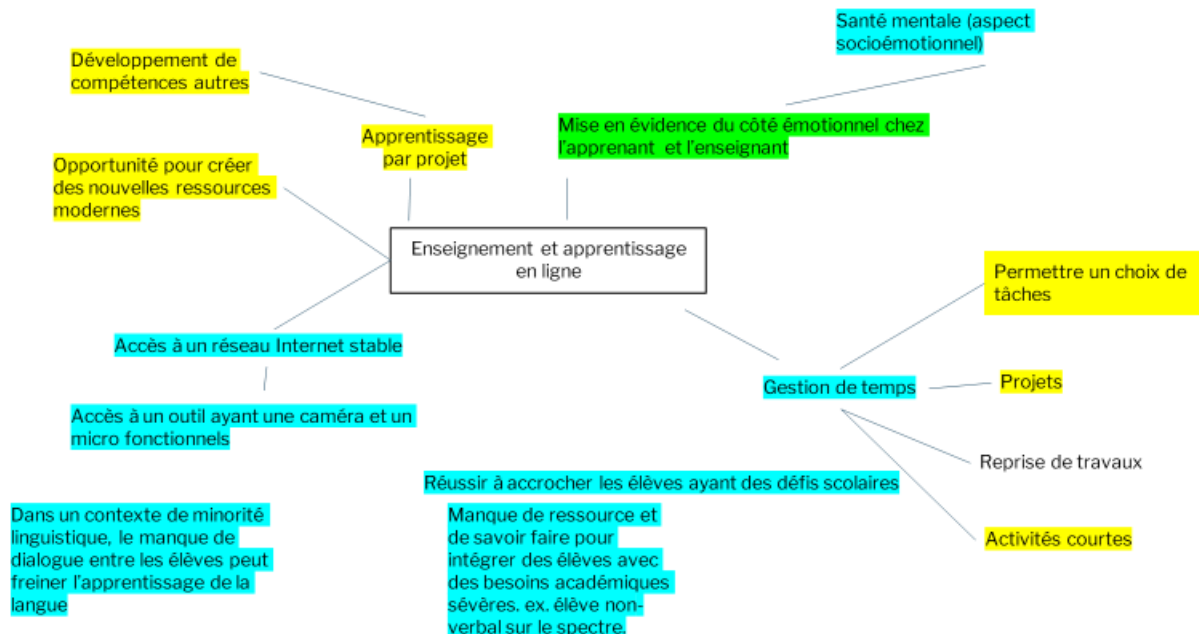 Santé mentale (aspect
socioémotionnel)
Développement de
compétences autres
Mise en évidence du côté émotionnel chez
l'apprenant et l'enseignant
Apprentissage
par projet
Opportunité pour créer
des nouvelles ressources
modernes
Enseignement et apprentissage
en ligne
Permettre un choix de
tâches
Accès à un réseau Internet stable
Gestion de temps
Projets
Accès à un outil ayant une caméra et un
micro fonctionnels
Reprise de travaux
Réussir à accrocher les élèves ayant des défis scolaires
Dans un contexte de minorité
linguistique, le manque de
dialogue entre les élèves peut
freiner l'apprentissage de la
langue
Manque de ressource et
de savoir faire pour
intégrer des élèves avec
des besoins académiques
sévères. ex. élève non-
verbal sur le spectre.
Activités courtes